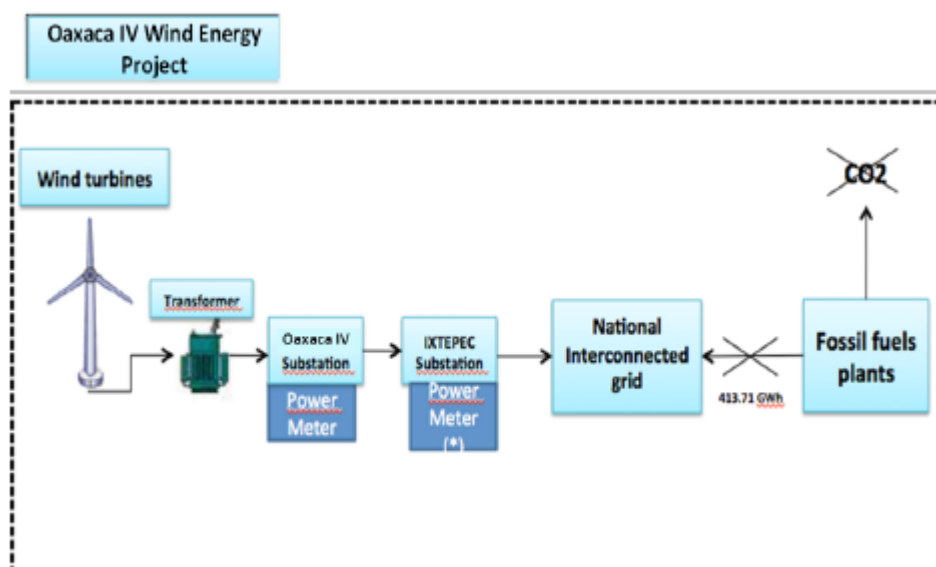 Oaxaca IV Wind Energy
Project
Wind turbines
CO2
Transformer
Oaxaca IV
Substation
Power
Meter
IXTEPEC
Substation
Power
Meter
(*)
National
Interconnected
grid
413.71 GWh
Fossil fuels
plants